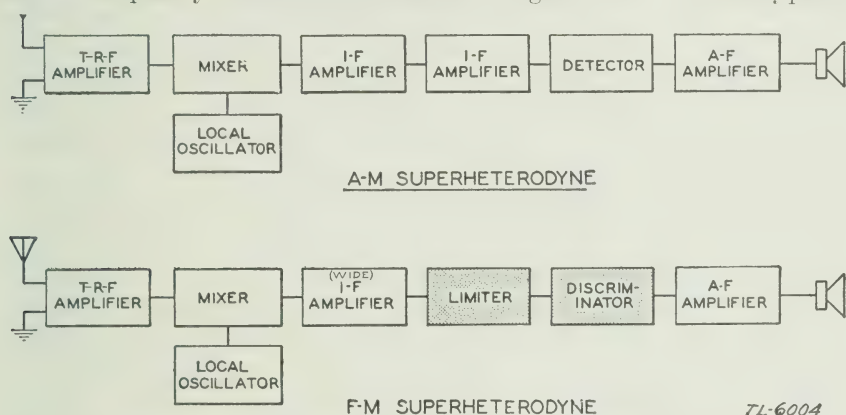 T-R-F AMPLIFIER
MIXER
I-F AMPLIFIER
I-F AMPLIFIER
DETECTOR
A-F AMPLIFIER
LOCAL OSCILLATOR
A-M SUPERHETERODYNE
T-R-F AMPLIFIER
MIXER
(WIDE) I-F AMPLIFIER
LIMITER
DISCRIM-
INATOR
A-F AMPLIFIER
LOCAL OSCILLATOR
F-M SUPERHETERODYNE
TL-6004